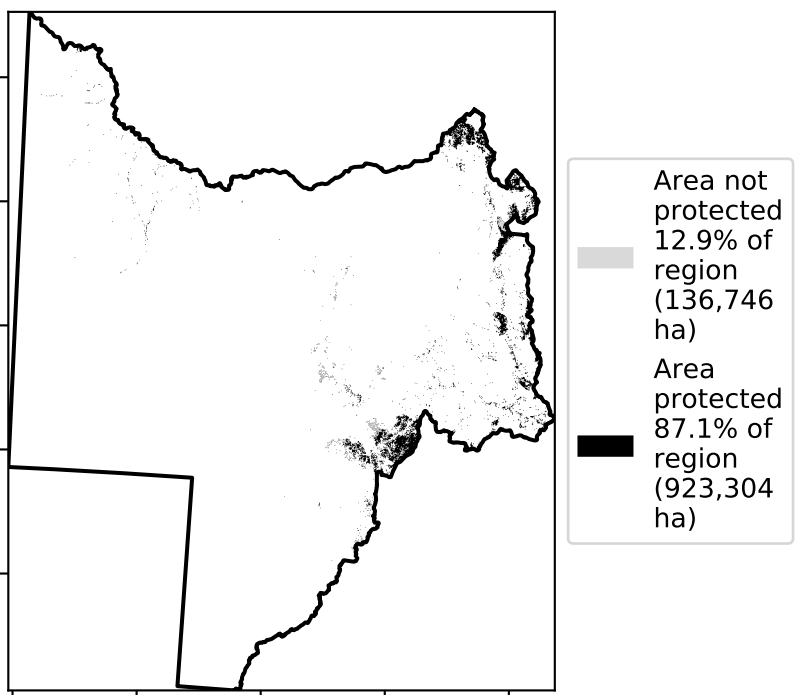 Area not
protected
12.9% of
region
(136,746
ha)
Area
protected
87.1% of
region
(923,304
ha)